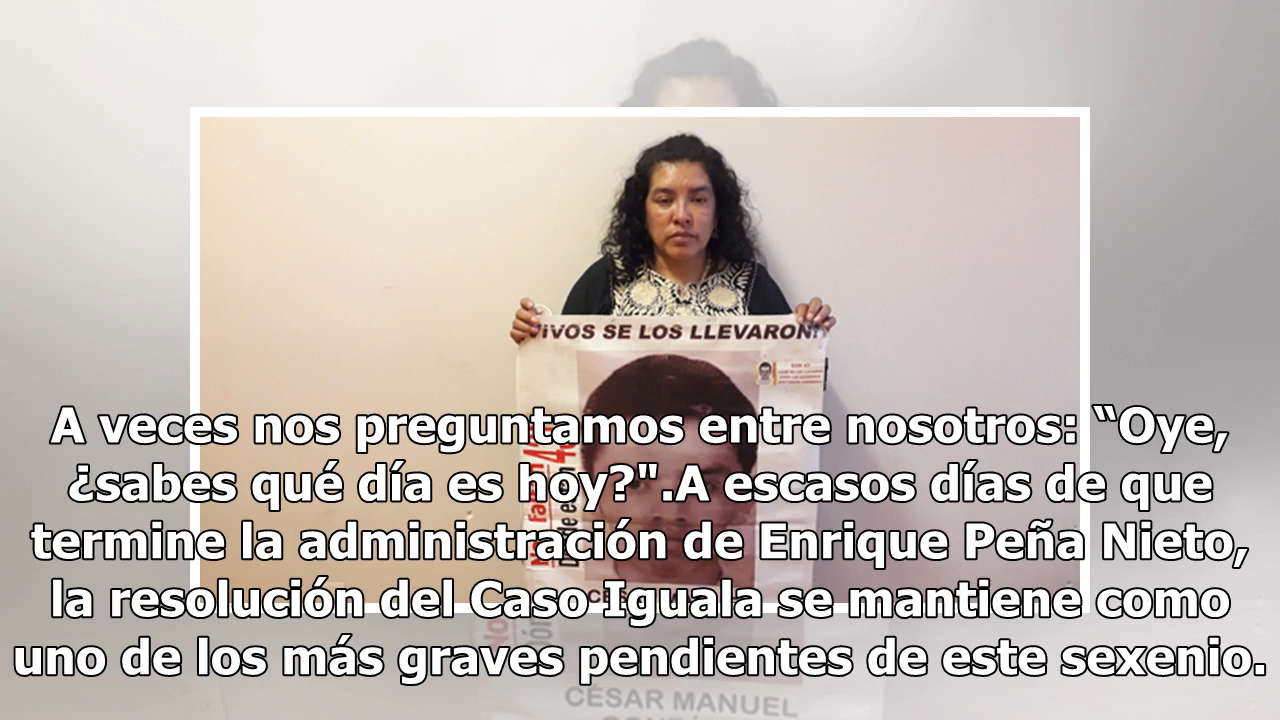 VIVOS SE LOS LLEVARON!
A veces nos preguntamos entre nosotros: “Oye,
¿sabes qué día es hoy?".A escasos días de que
termine la administración de Enrique Peña Nieto,
la resolución del Caso Iguala se mantiene como
uno de los más graves pendientes de este sexenio.
CÉSAR MANUEL